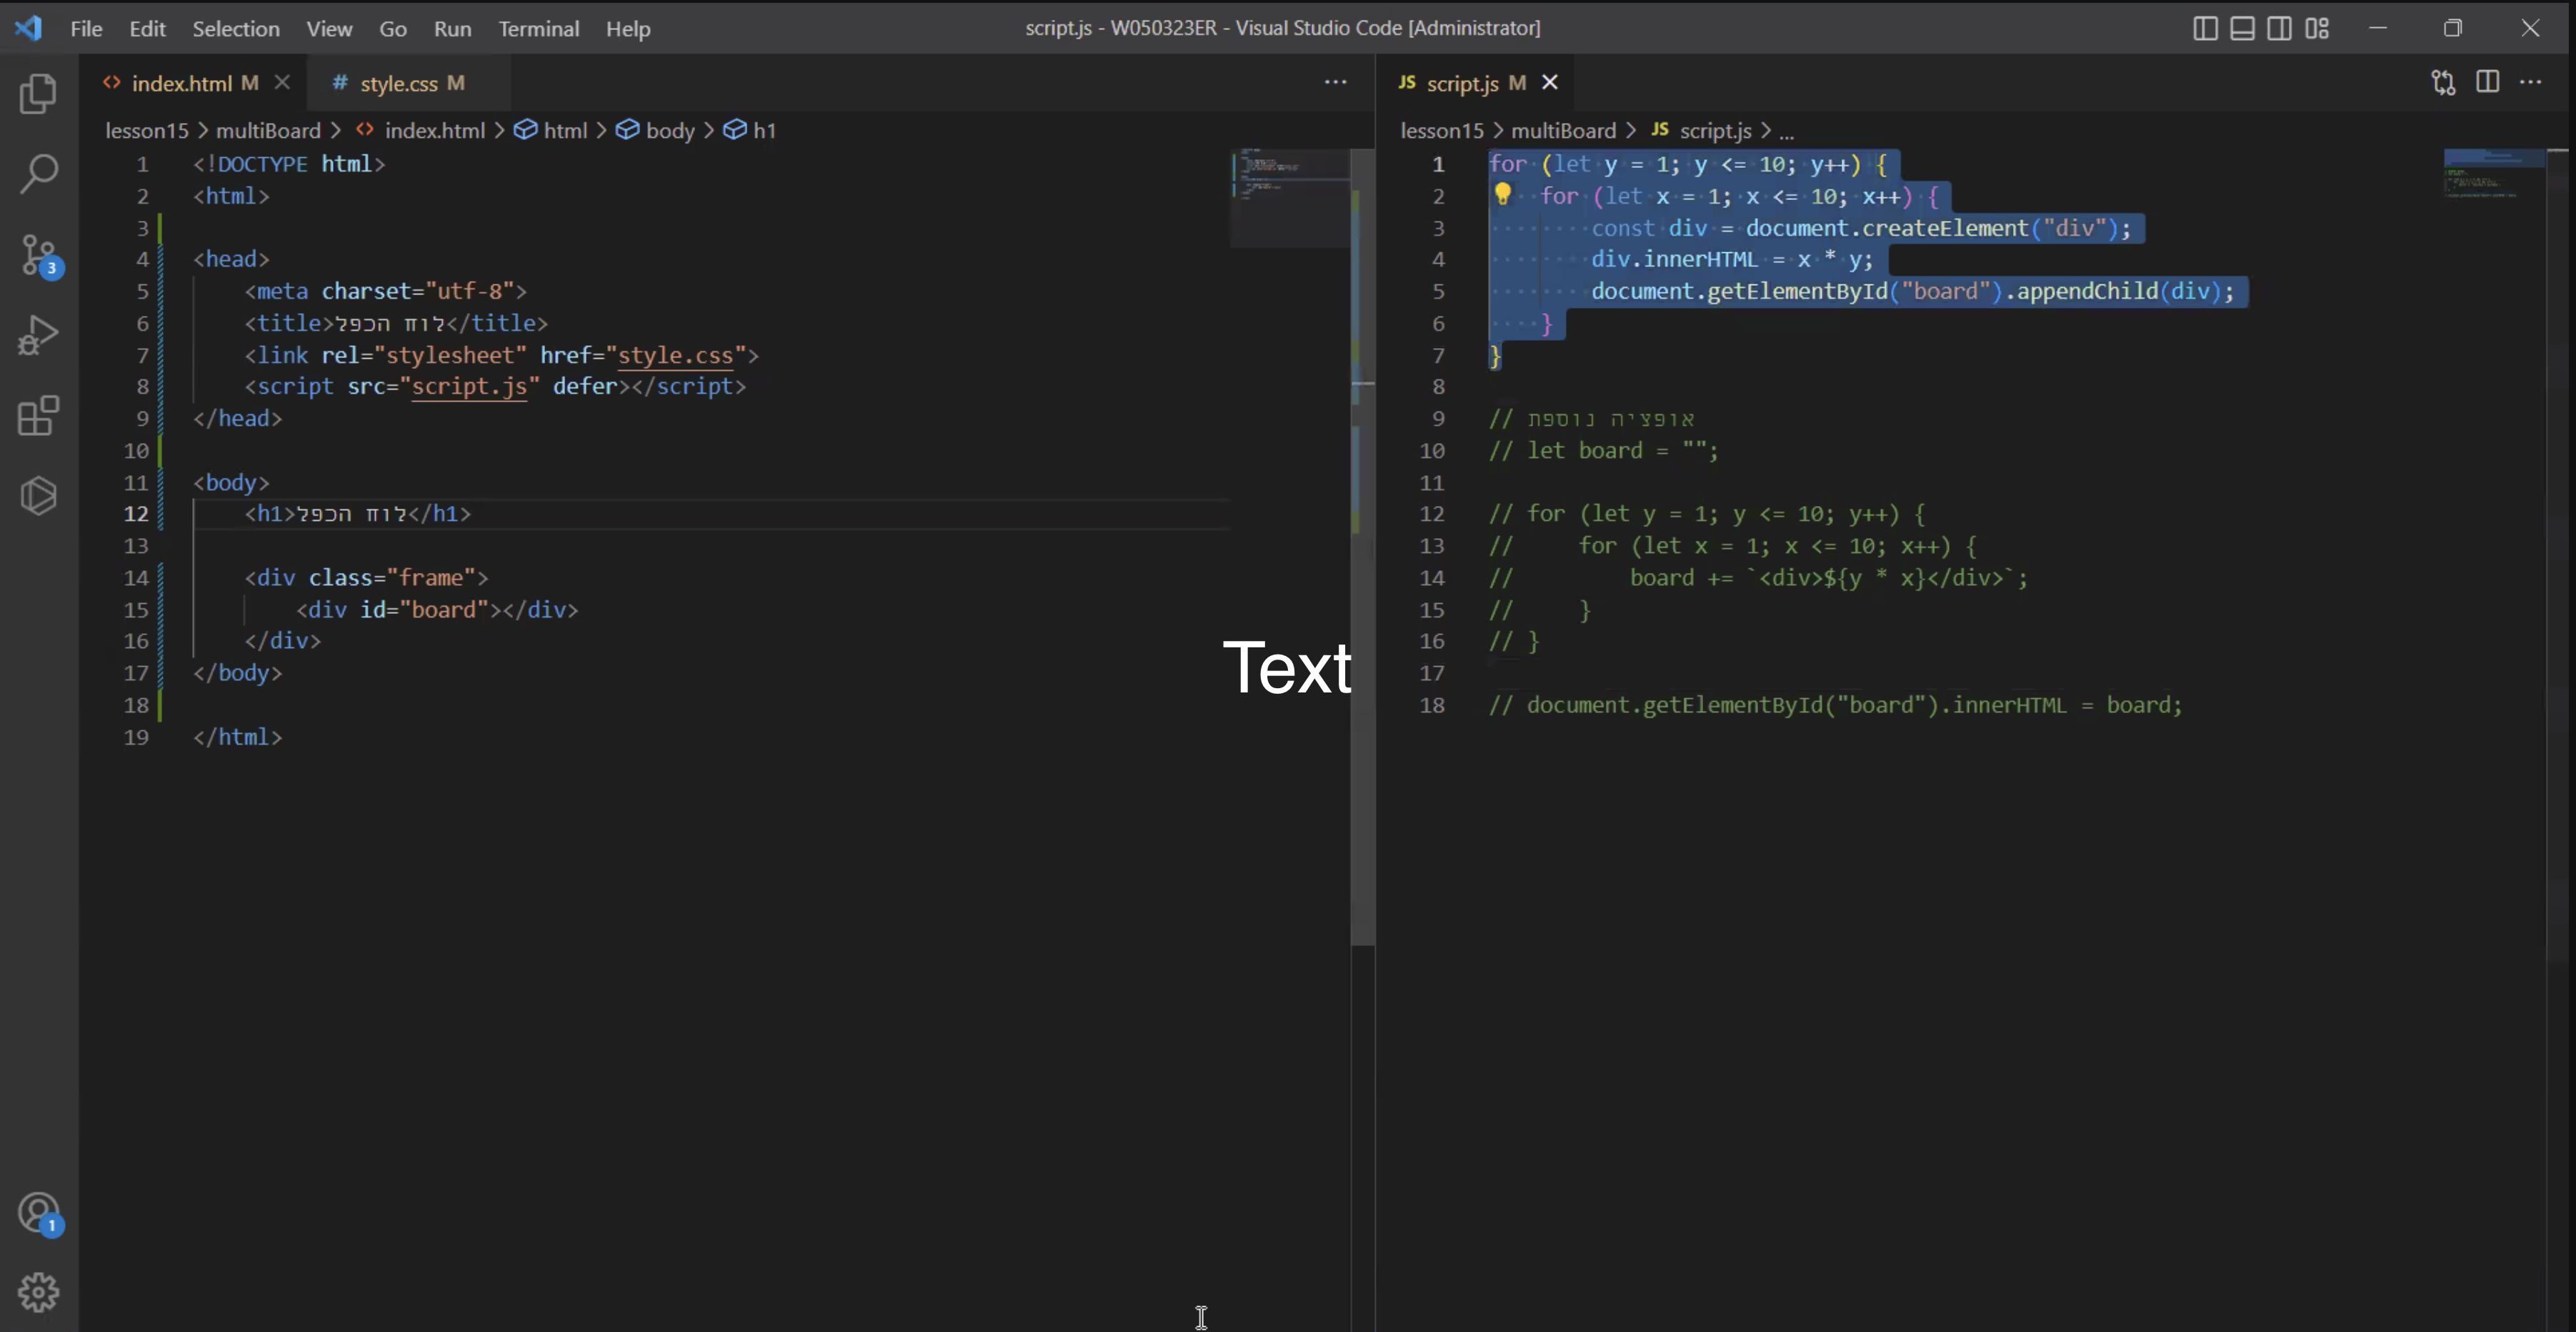 File Edit Selection View Go Run Terminal Help
script.js - W050323ER - Visual Studio Code [Administrator]
index.html M
style.css M
lesson15 > multiBoard > index.html > html > body > h1
1 <!DOCTYPE html>
2 <html>
3
4 <head>
5 <meta charset="utf-8">
6 <title>לוח הכפל</title>
7 <link rel="stylesheet" href="style.css">
8 <script src="script.js" defer></script>
9 </head>
10
11 <body>
12 <h1>לוח הכפל</h1>
13
14 <div class="frame">
15 <div id="board"></div>
16 </div>
17 </body>
18
19 </html>
Text
JS script.js M
lesson15 > multiBoard > JS script.js > ...
1 for (let y = 1; y <= 10; y++) {
2 for (let x = 1; x <= 10; x++) {
3 const div = document.createElement("div");
4 div.innerHTML = x * y;
5 document.getElementById("board").appendChild(div);
6 }
7 }
8
9 // אופציה נוספת
10 // let board = "";
11
12 // for (let y = 1; y <= 10; y++) {
13 // for (let x = 1; x <= 10; x++) {
14 // board += `<div>${y * x}</div>`;
15 // }
16 // }
17
18 // document.getElementById("board").innerHTML = board;
3
1